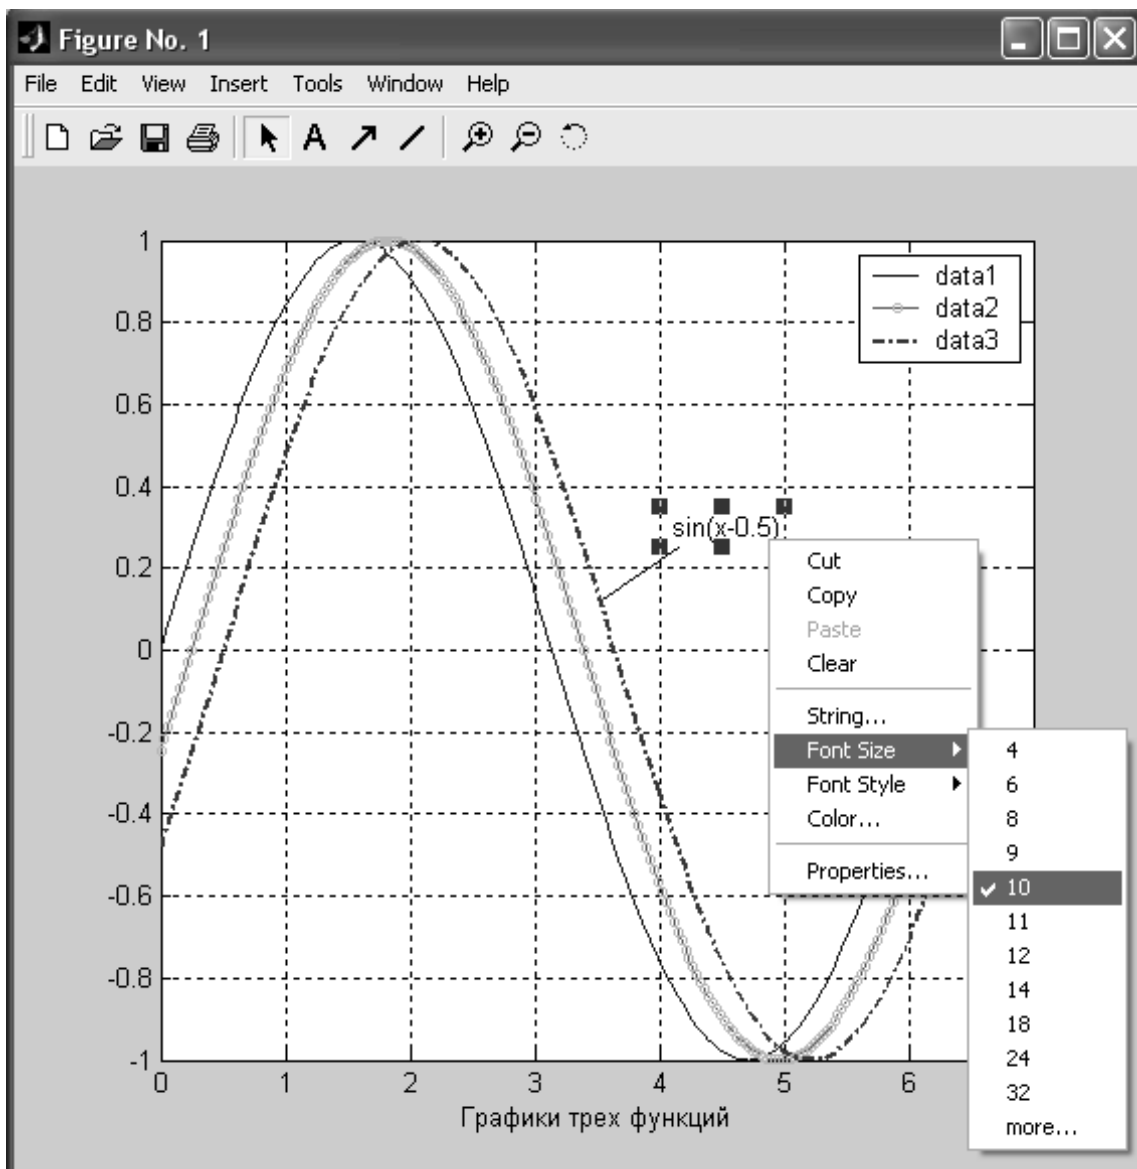 Figure No. 1
File Edit View Insert Tools Window Help
A
1
0.8
0.6
0.4
0.2
0
-0.2
-0.4
-0.6
-0.8
-1
data1
data2
data3
sin(x-0.5)
Cut
Copy
Paste
Clear
String...
Font Size
Font Style
Color...
Properties...
4
6
8
9
10
11
12
14
18
24
32
more...
0 1 2 3 4 5 6
Графики трех функций